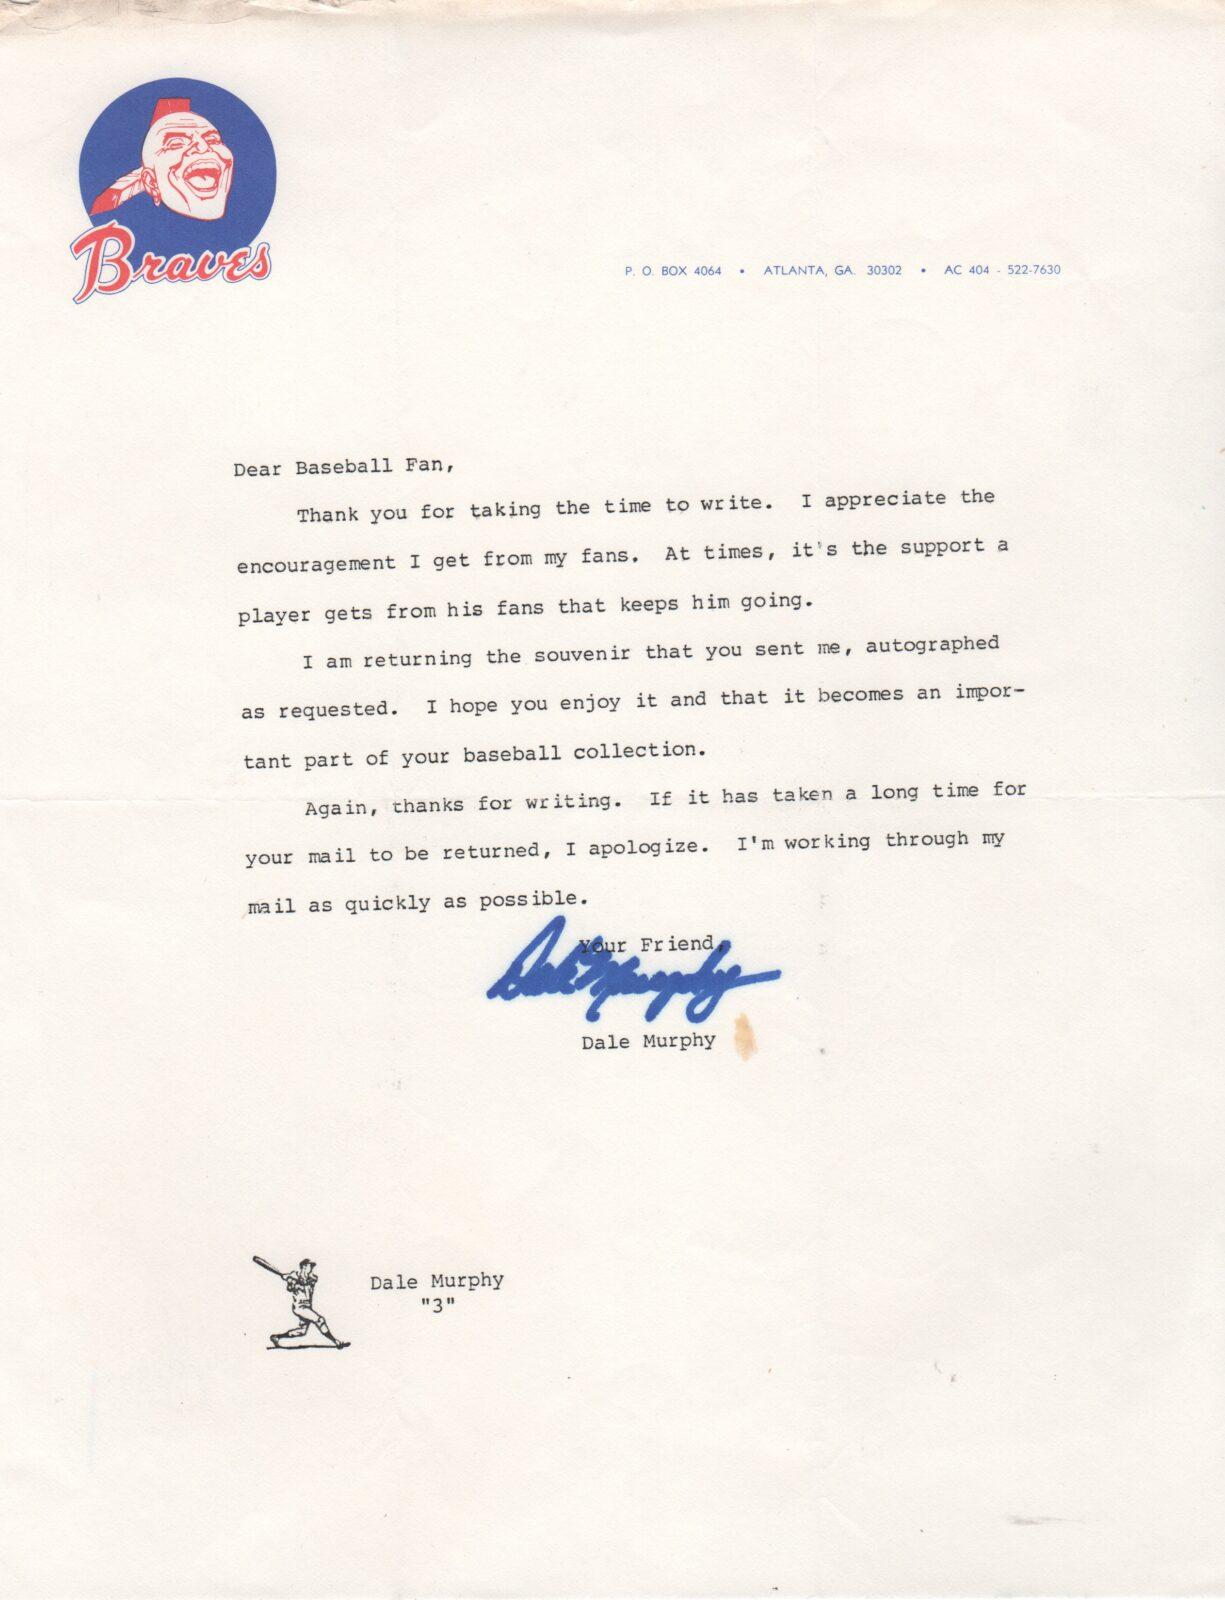 Braves
P. O. BOX 4064 • ATLANTA, GA. 30302 • AC 404 - 522-7630
Dear Baseball Fan,
Thank you for taking the time to write. I appreciate the
encouragement I get from my fans. At times, it's the support a
player gets from his fans that keeps him going.
I am returning the souvenir that you sent me, autographed
as requested. I hope you enjoy it and that it becomes an impor-
tant part of your baseball collection.
Again, thanks for writing. If it has taken a long time for
your mail to be returned, I apologize. I'm working through my
mail as quickly as possible.
Your Friend,
Dale Murphy
Dale Murphy
Dale Murphy
"3"